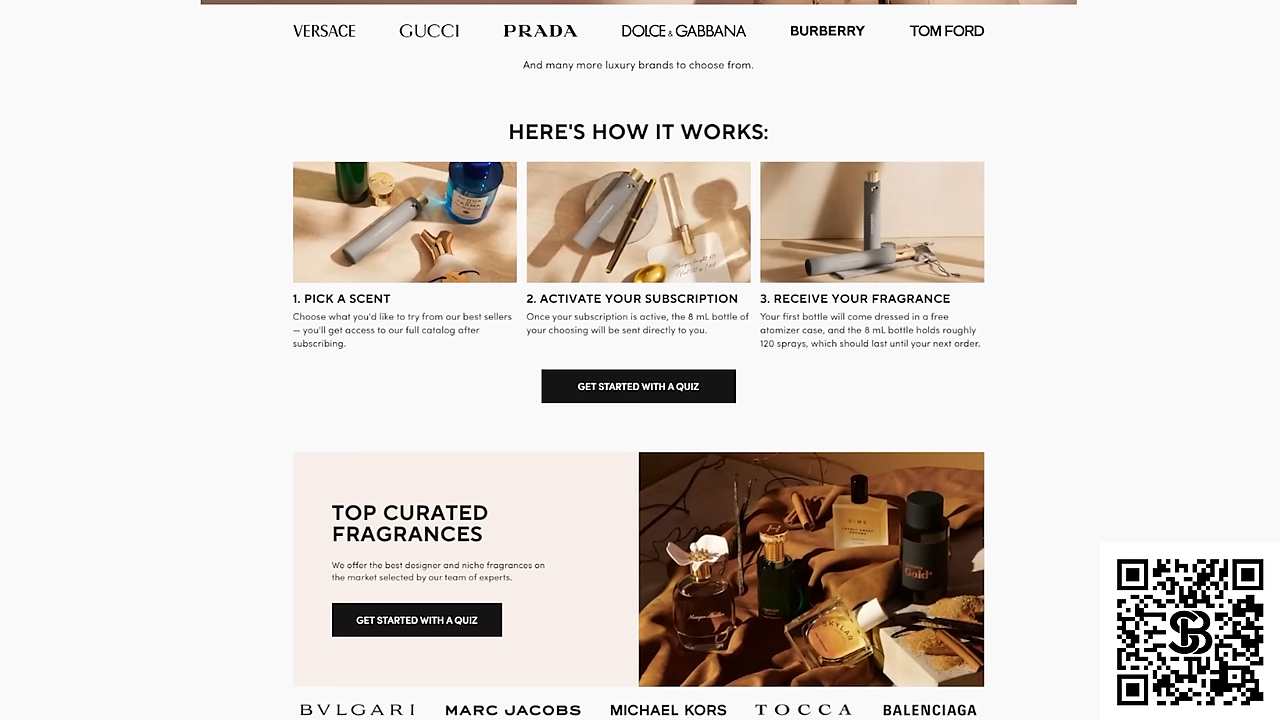 VERSACE GUCCI PRADA DOLCE & GABBANA BURBERRY TOM FORD
And many more luxury brands to choose from.
HERE'S HOW IT WORKS:
1. PICK A SCENT
Choose what you'd like to try from our best sellers
— you'll get access to our full catalog after
subscribing.
2. ACTIVATE YOUR SUBSCRIPTION
Once your subscription is active, the 8 mL bottle of
your choosing will be sent directly to you.
3. RECEIVE YOUR FRAGRANCE
Your first bottle will come dressed in a free
atomizer case, and the 8 mL bottle holds roughly
120 sprays, which should last until your next order.
GET STARTED WITH A QUIZ
TOP CURATED
FRAGRANCES
We offer the best designer and niche fragrances on
the market selected by our team of experts.
GET STARTED WITH A QUIZ
DIME
Gold
SKYLAR
BVLGARI MARC JACOBS MICHAEL KORS TOCCA BALENCIAGA